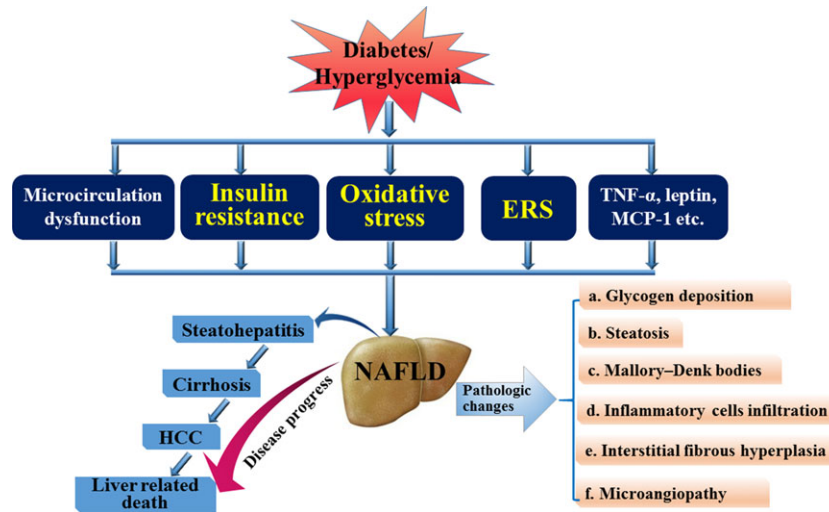 Diabetes/
Hyperglycemia
Microcirculation
dysfunction
Insulin
resistance
Oxidative
stress
ERS
TNF-α, leptin,
MCP-1 etc.
Steatohepatitis
Cirrhosis
HCC
Liver related
death
Disease progress
NAFLD
Pathologic
changes
a. Glycogen deposition
b. Steatosis
c. Mallory–Denk bodies
d. Inflammatory cells infiltration
e. Interstitial fibrous hyperplasia
f. Microangiopathy